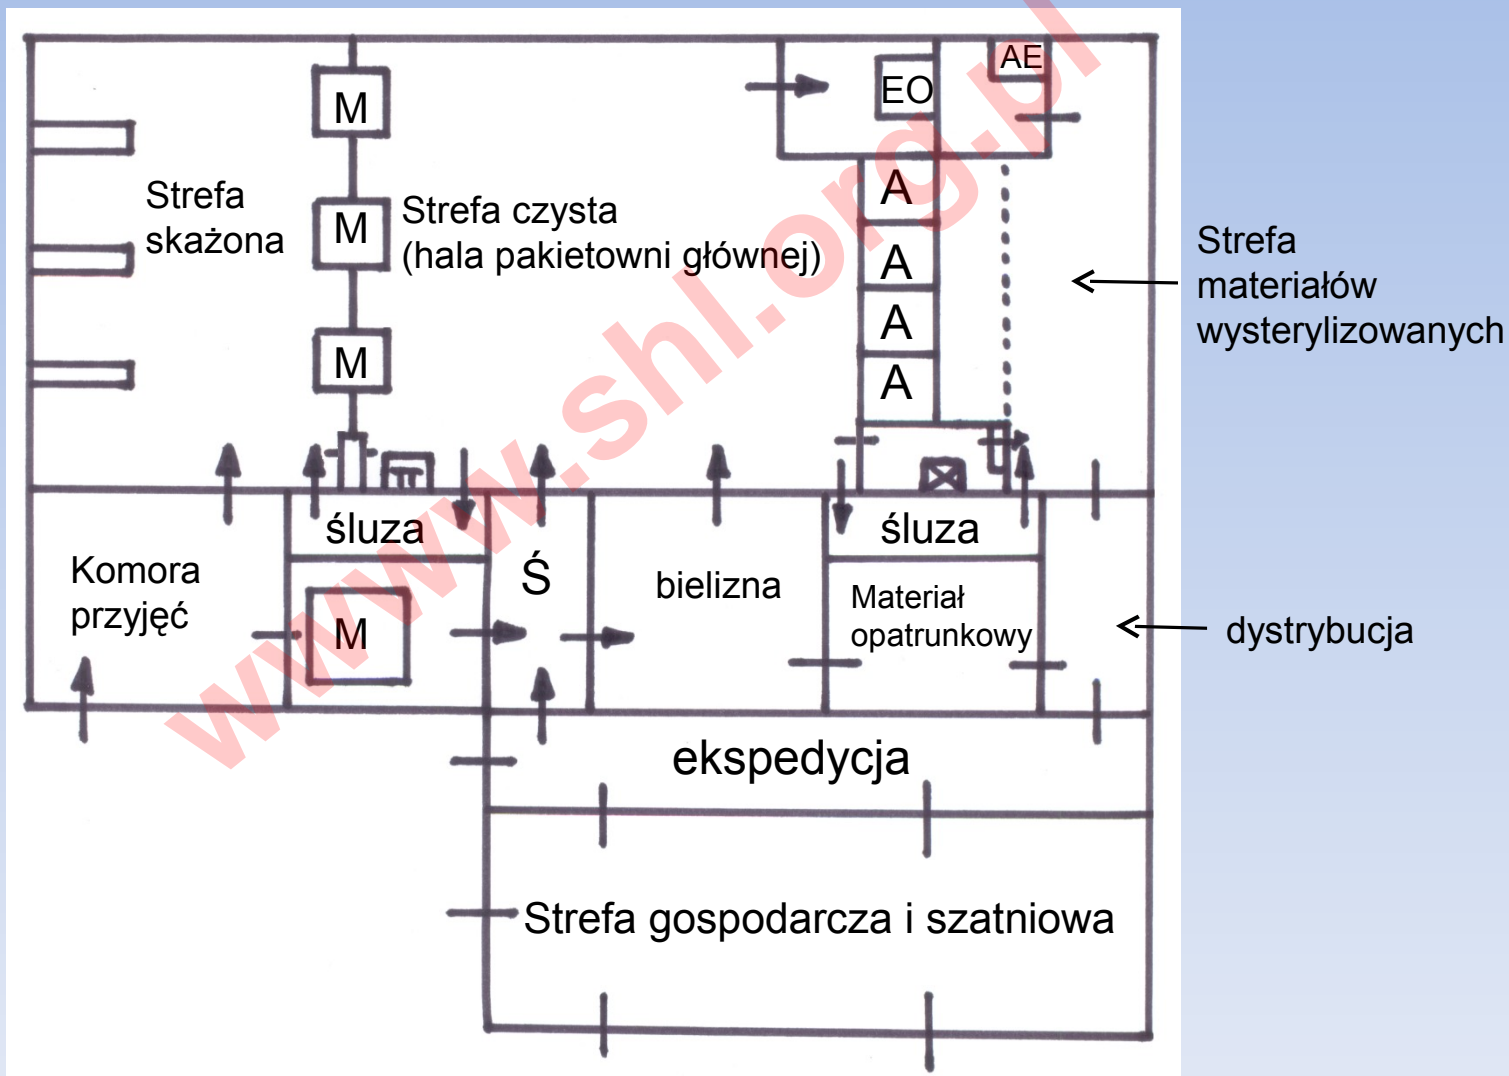 AE
EO
M
A
Strefa
skażona
M
Strefa czysta
(hala pakietowni głównej)
A
Strefa
materiałów
wysterylizowanych
A
M
A
śluza
śluza
Komora
przyjęć
Ś
bielizna
Materiał
opatrunkowy
M
dystrybucja
ekspedycja
Strefa gospodarcza i szatniowa
www.shl.org.pl